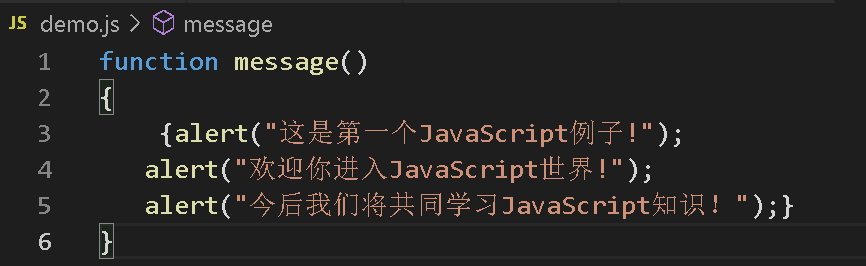 JS demo.js > message
1 function message()
2 {
3 {alert("这是第一个JavaScript例子!");
4 alert("欢迎你进入JavaScript世界!");
5 alert("今后我们将共同学习JavaScript知识！");}
6 }